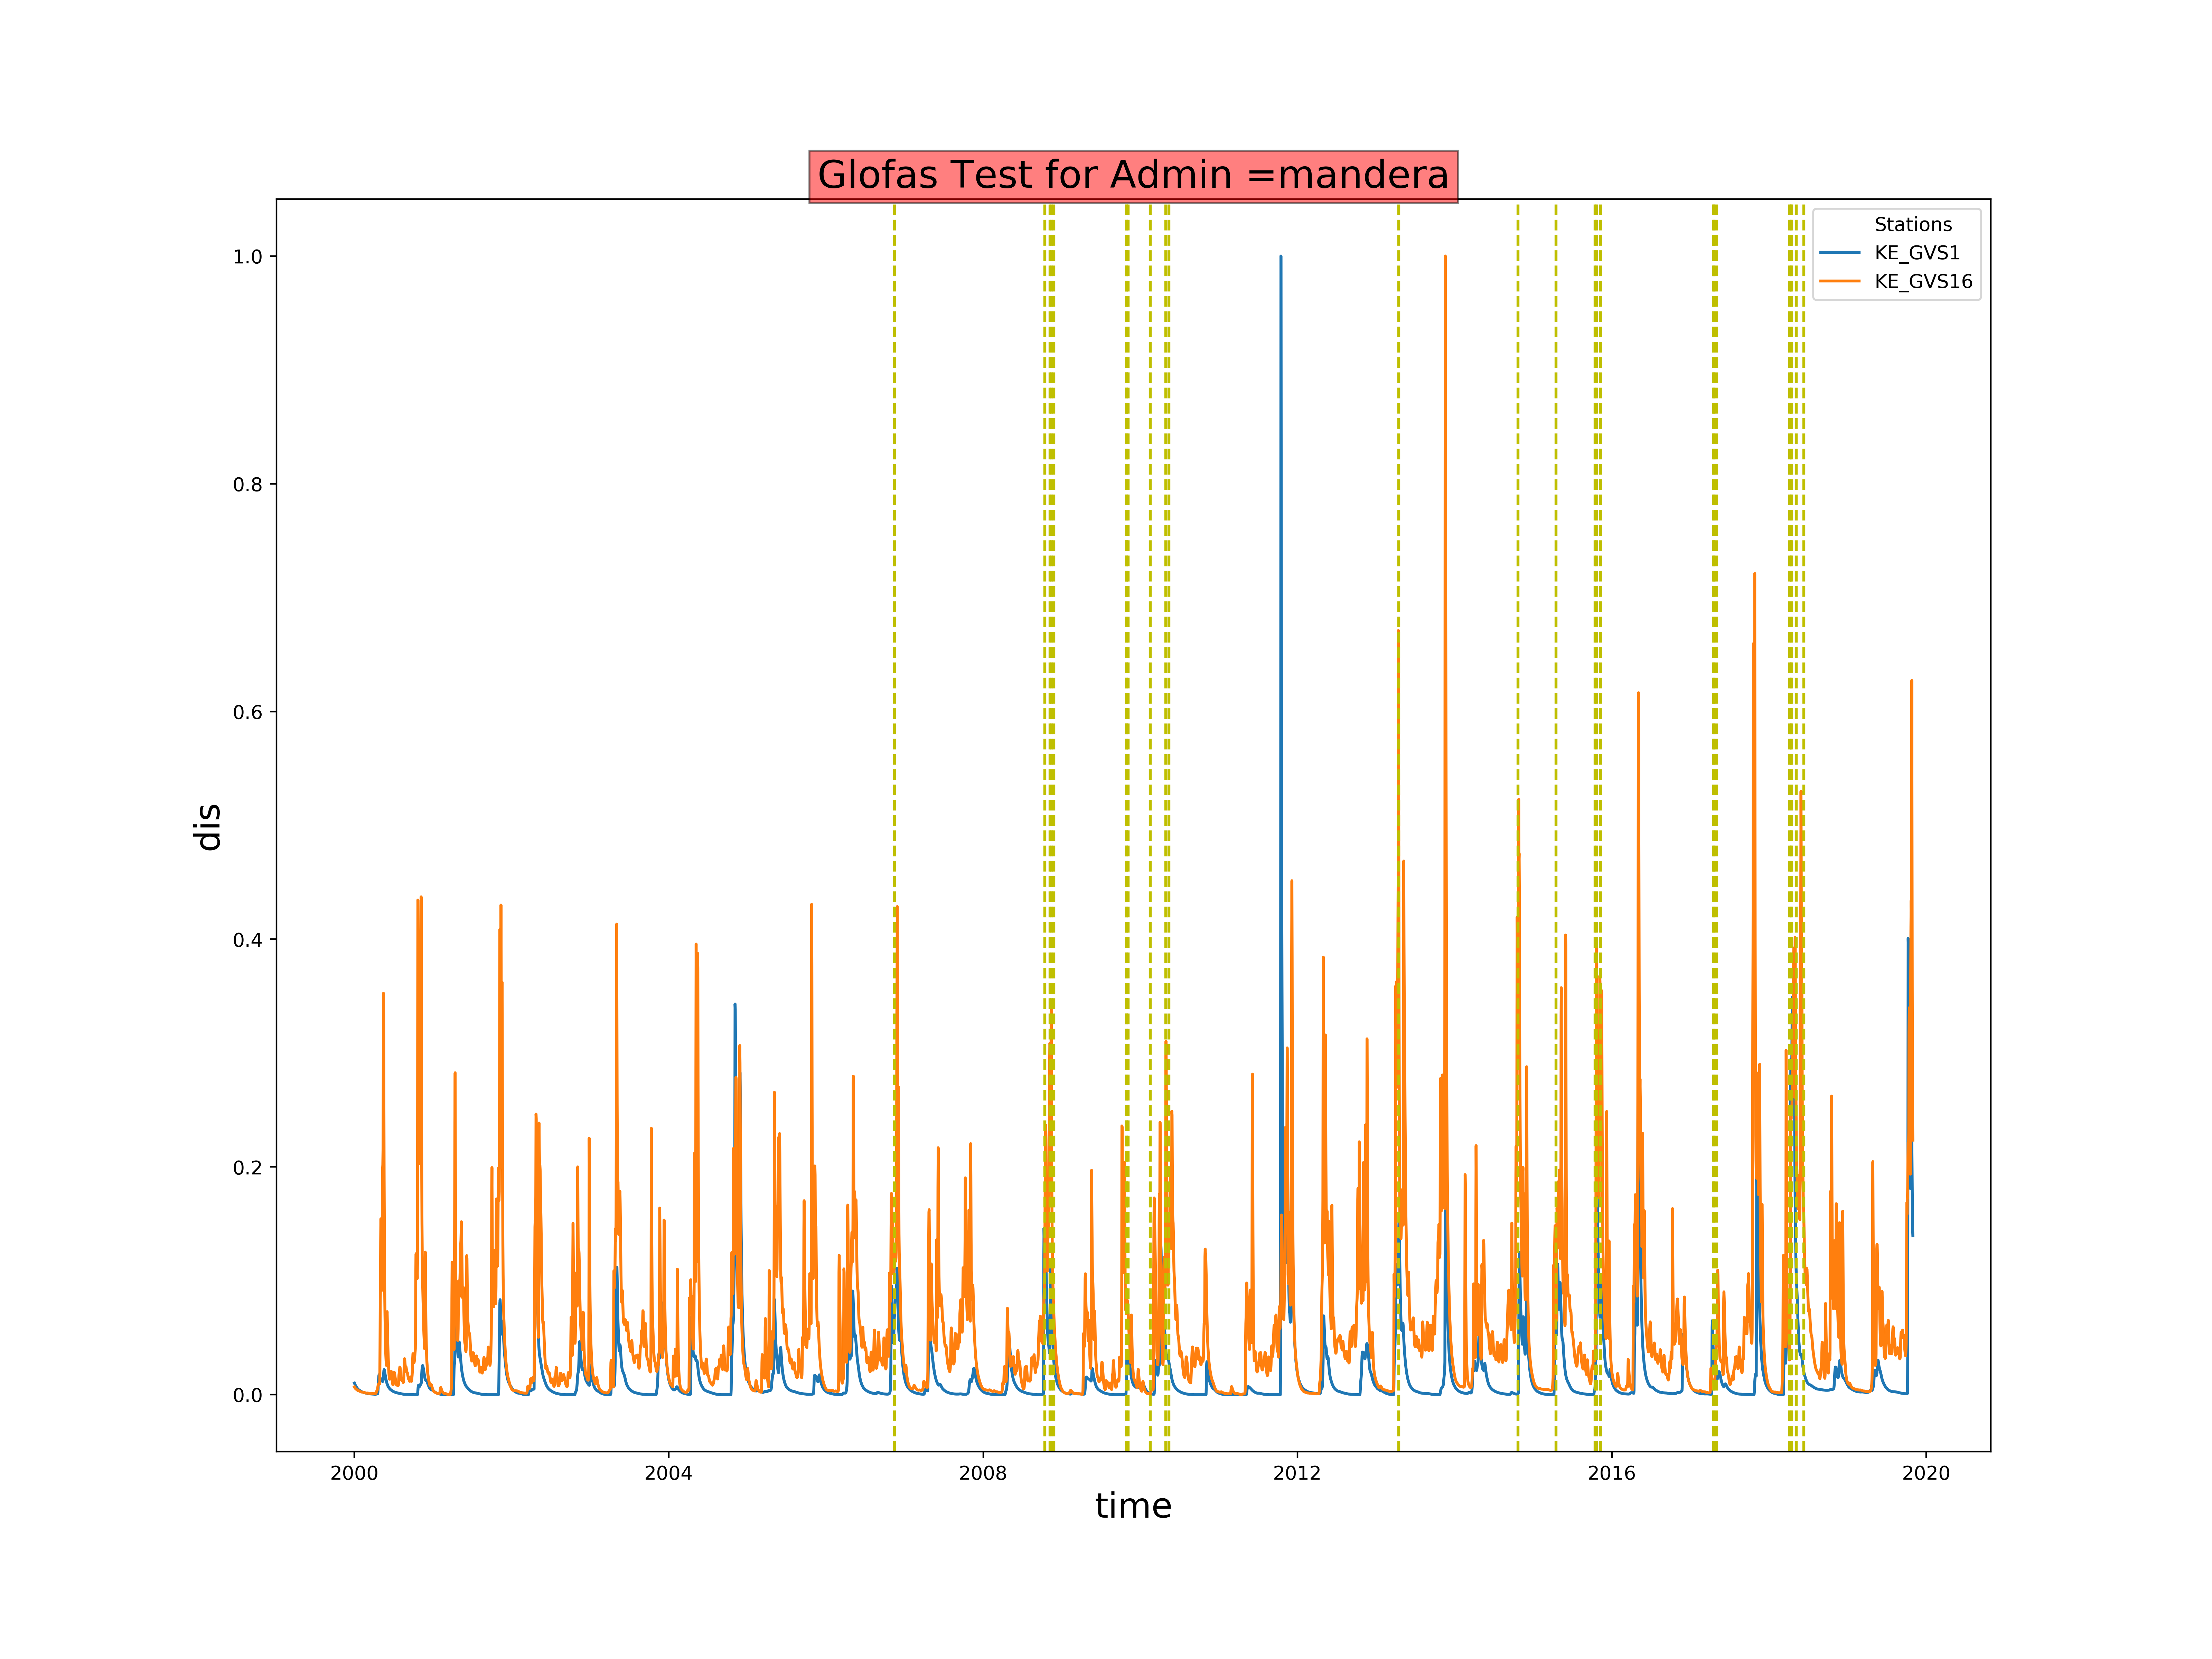 Glofas Test for Admin =mandera
Stations
KE_GVS1
KE_GVS16
1.0
0.8
0.6
0.4
0.2
0.0
dis
2000 2004 2008 2012 2016 2020
time